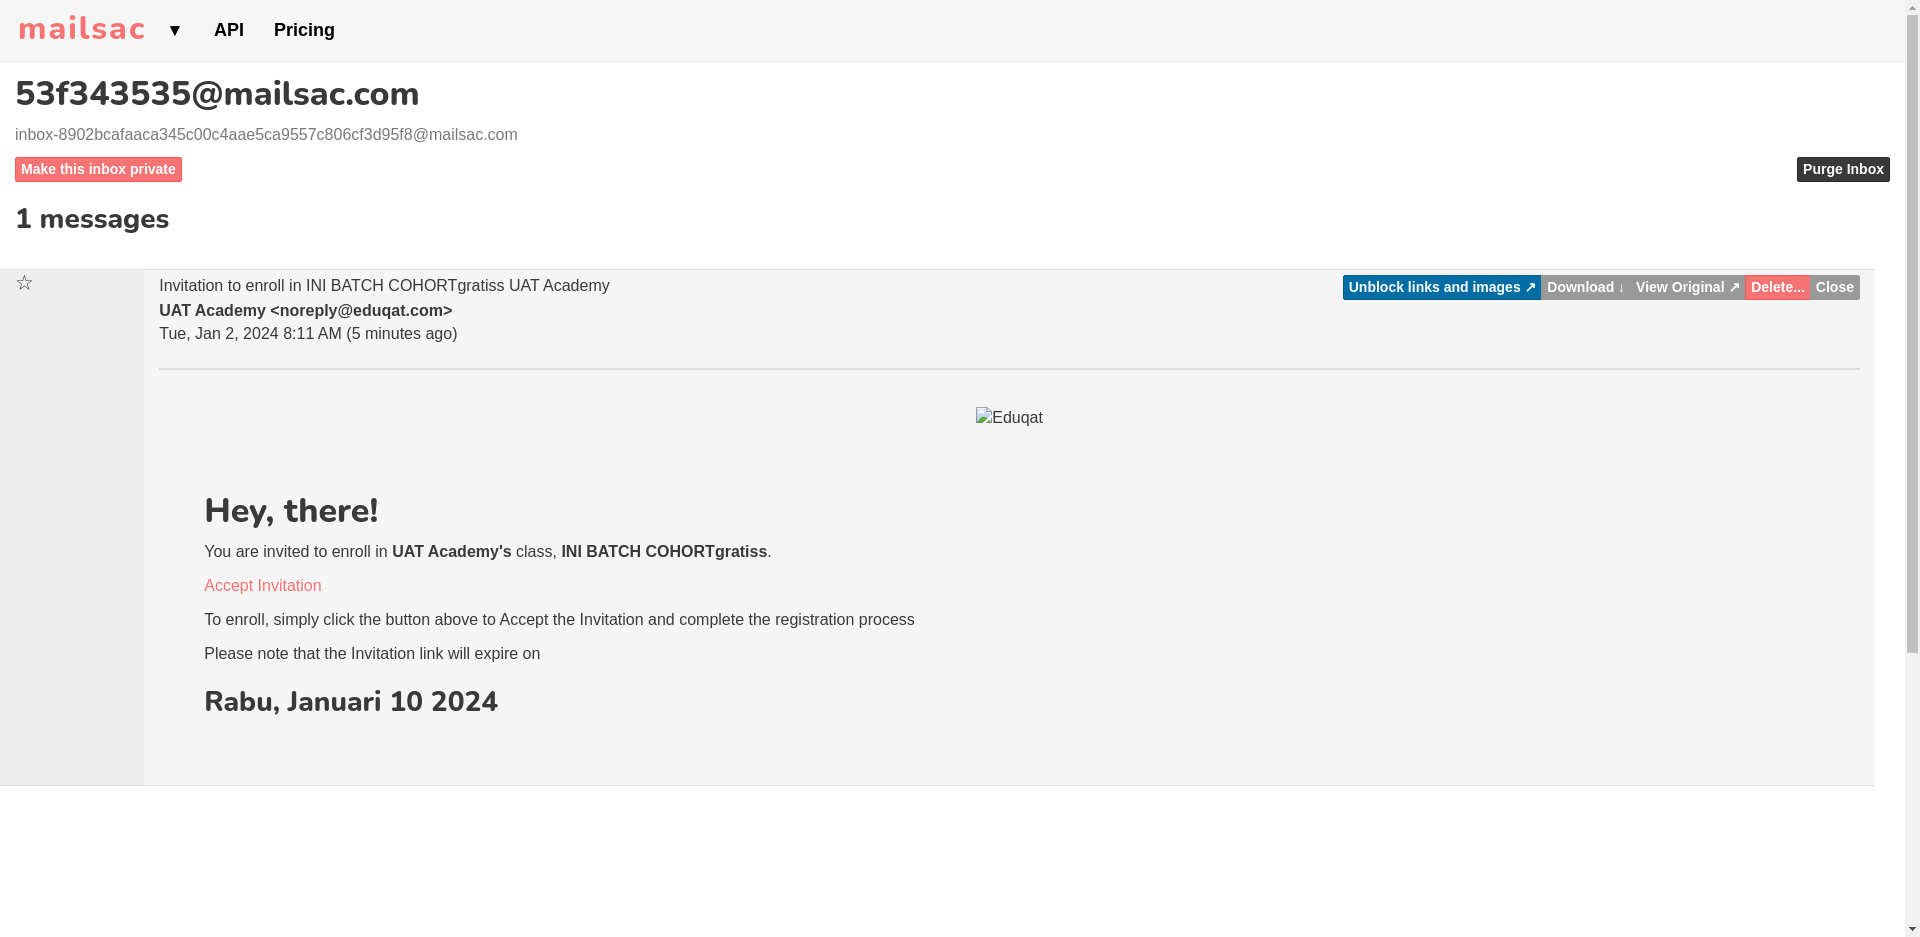 mailsac ▼ API Pricing
53f343535@mailsac.com
inbox-8902bcafaaca345c00c4aae5ca9557c806cf3d95f8@mailsac.com
Make this inbox private Purge Inbox
1 messages
☆ Invitation to enroll in INI BATCH COHORTgratiss UAT Academy Unblock links and images ↗ Download ↓ View Original ↗ Delete... Close
UAT Academy <noreply@eduqat.com>
Tue, Jan 2, 2024 8:11 AM (5 minutes ago)
Eduqat
Hey, there!
You are invited to enroll in UAT Academy's class, INI BATCH COHORTgratiss.
Accept Invitation
To enroll, simply click the button above to Accept the Invitation and complete the registration process
Please note that the Invitation link will expire on
Rabu, Januari 10 2024